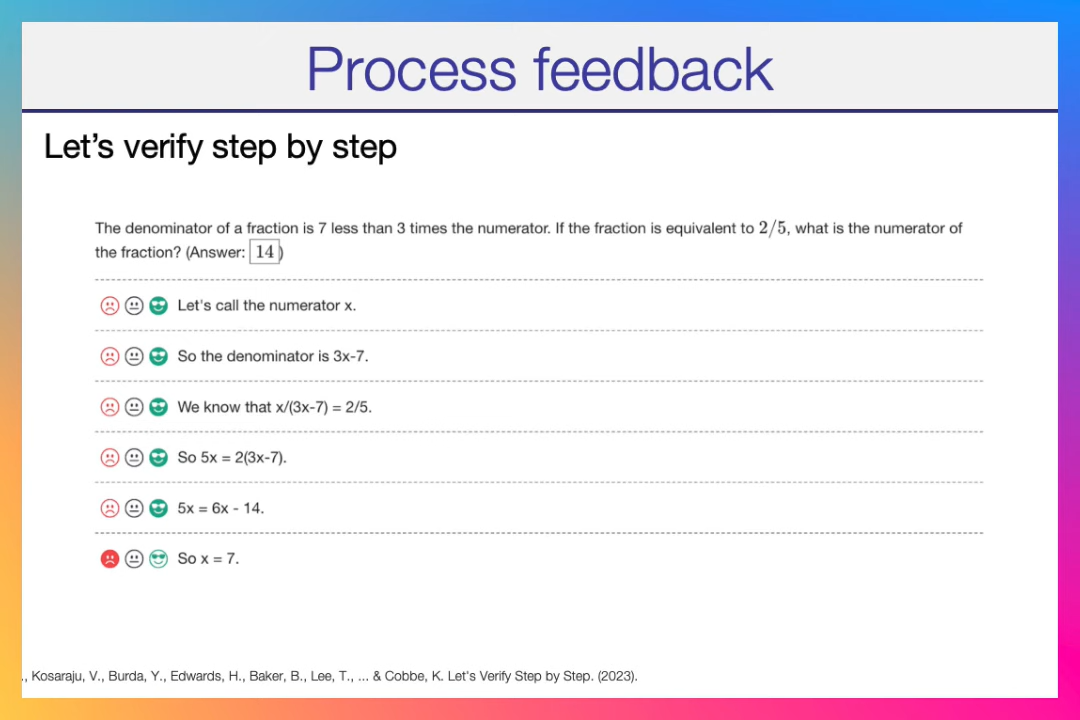 Process feedback
Let's verify step by step
The denominator of a fraction is 7 less than 3 times the numerator. If the fraction is equivalent to 2/5, what is the numerator of
the fraction? (Answer: 14 )
Let's call the numerator x.
So the denominator is 3x-7.
We know that x/(3x-7) = 2/5.
So 5x = 2(3x-7).
5x = 6x - 14.
So x = 7.
., Kosaraju, V., Burda, Y., Edwards, H., Baker, B., Lee, T., ... & Cobbe, K. Let's Verify Step by Step. (2023).